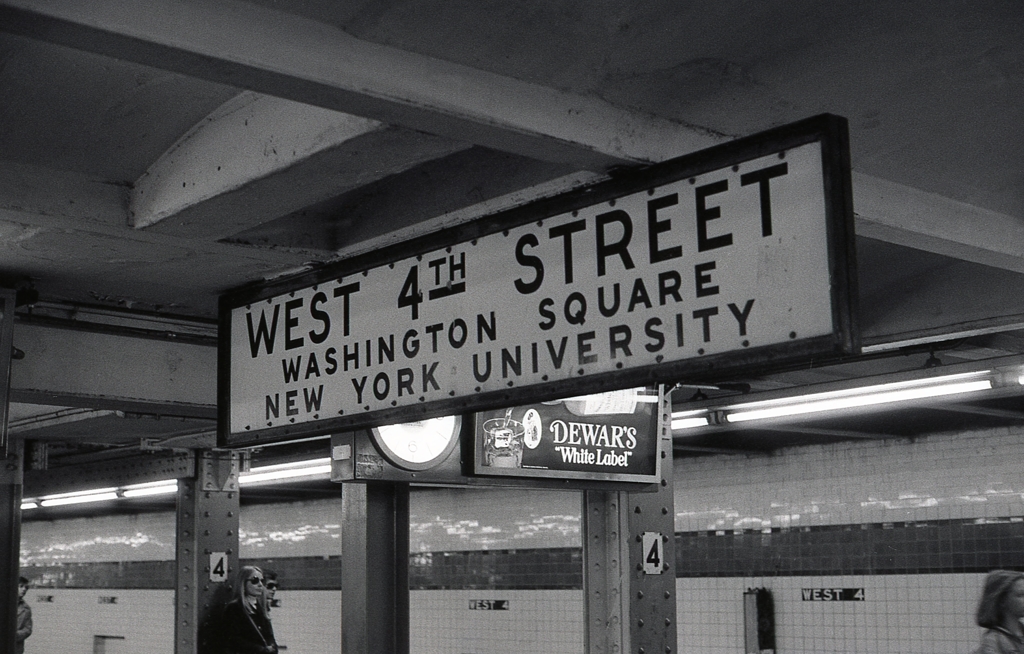 WEST 4TH STREET
WASHINGTON SQUARE
NEW YORK UNIVERSITY
DEWAR'S
"White Label"
4
4
WEST 4
WEST 4